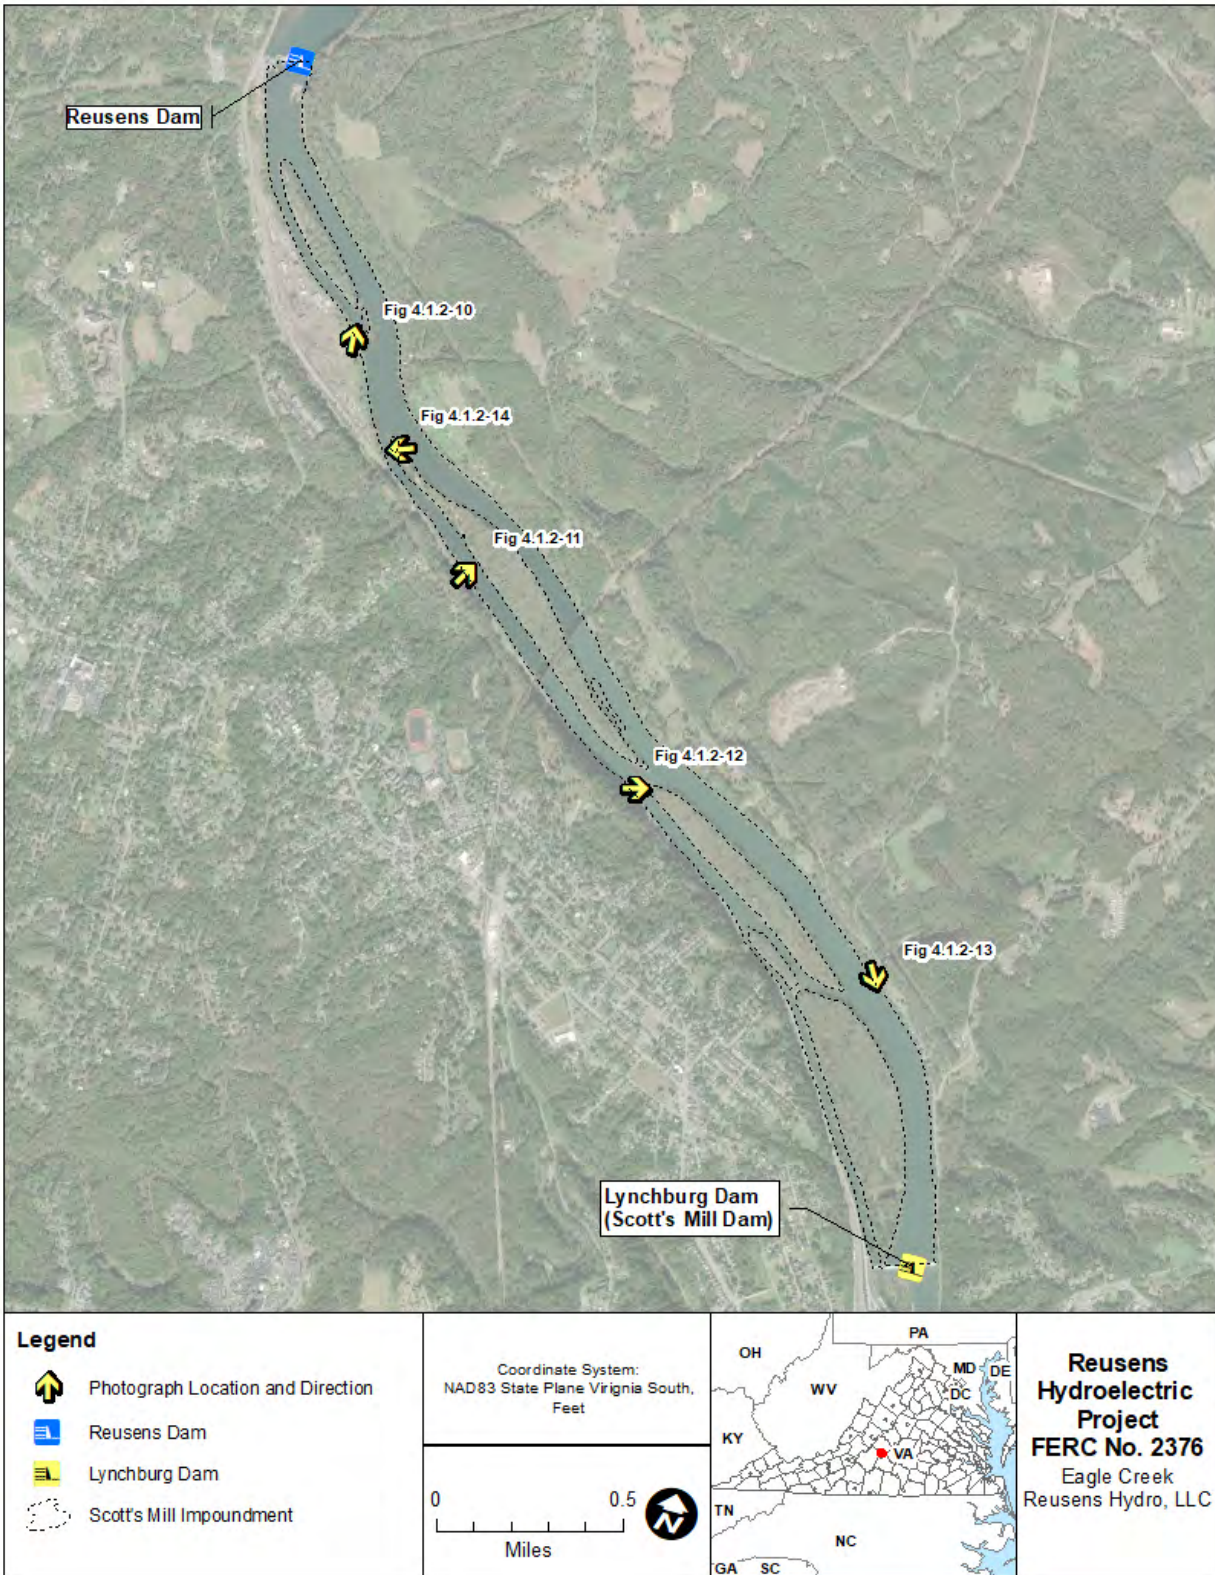 Reusens Dam
Fig 4.1.2-10
Fig 4.1.2-14
Fig 4.1.2-11
Fig 4.1.2-12
Fig 4.1.2-13
Lynchburg Dam
(Scott's Mill Dam)
Legend
Photograph Location and Direction
Reusens Dam
Lynchburg Dam
Scott's Mill Impoundment
Coordinate System:
NAD83 State Plane Virignia South,
Feet
0 0.5
Miles
N
PA
OH
MD
DE
WV
DC
KY
VA
TN
NC
GA
SC
Reusens
Hydroelectric
Project
FERC No. 2376
Eagle Creek
Reusens Hydro, LLC